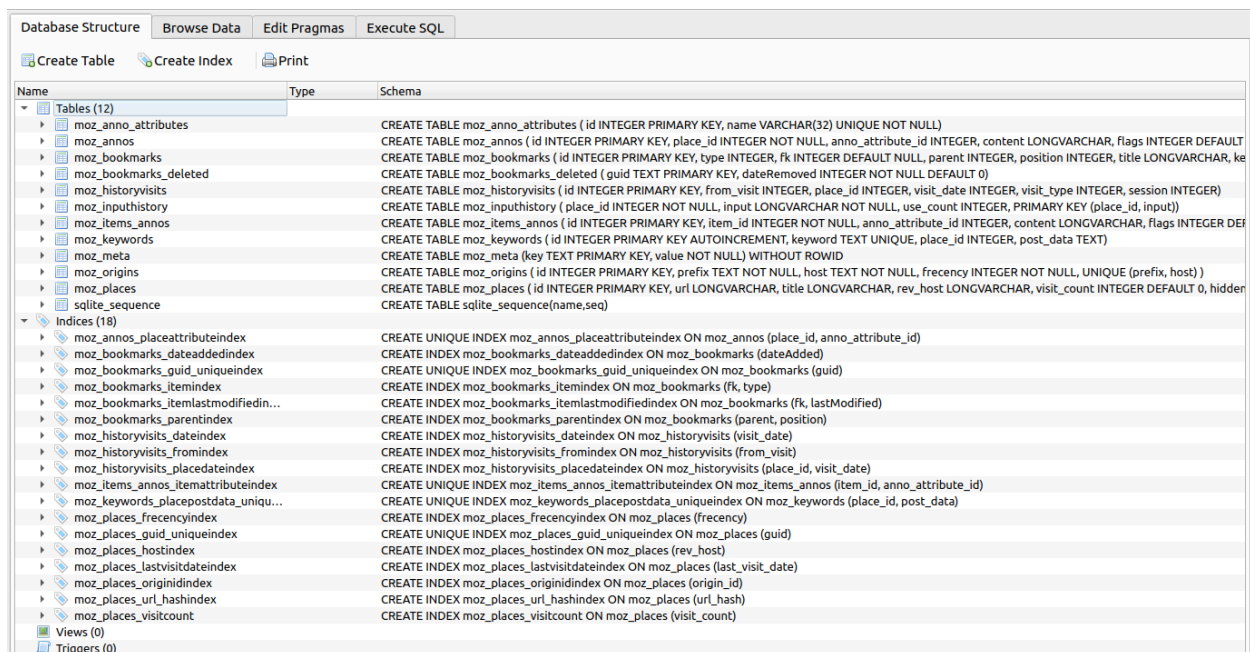 Database Structure Browse Data Edit Pragmas Execute SQL
Create Table Create Index Print
Name Type Schema
Tables (12)
moz_anno_attributes CREATE TABLE moz_anno_attributes ( id INTEGER PRIMARY KEY, name VARCHAR(32) UNIQUE NOT NULL)
moz_annos CREATE TABLE moz_annos ( id INTEGER PRIMARY KEY, place_id INTEGER NOT NULL, anno_attribute_id INTEGER, content LONGVARCHAR, flags INTEGER DEFAULT
moz_bookmarks CREATE TABLE moz_bookmarks ( id INTEGER PRIMARY KEY, type INTEGER, fk INTEGER DEFAULT NULL, parent INTEGER, position INTEGER, title LONGVARCHAR, ke
moz_bookmarks_deleted CREATE TABLE moz_bookmarks_deleted ( guid TEXT PRIMARY KEY, dateRemoved INTEGER NOT NULL DEFAULT 0)
moz_historyvisits CREATE TABLE moz_historyvisits ( id INTEGER PRIMARY KEY, from_visit INTEGER, place_id INTEGER, visit_date INTEGER, visit_type INTEGER, session INTEGER)
moz_inputhistory CREATE TABLE moz_inputhistory ( place_id INTEGER NOT NULL, input LONGVARCHAR NOT NULL, use_count INTEGER, PRIMARY KEY (place_id, input))
moz_items_annos CREATE TABLE moz_items_annos ( id INTEGER PRIMARY KEY, item_id INTEGER NOT NULL, anno_attribute_id INTEGER, content LONGVARCHAR, flags INTEGER DEF
moz_keywords CREATE TABLE moz_keywords ( id INTEGER PRIMARY KEY AUTOINCREMENT, keyword TEXT UNIQUE, place_id INTEGER, post_data TEXT)
moz_meta CREATE TABLE moz_meta (key TEXT PRIMARY KEY, value NOT NULL) WITHOUT ROWID
moz_origins CREATE TABLE moz_origins ( id INTEGER PRIMARY KEY, prefix TEXT NOT NULL, host TEXT NOT NULL, frecency INTEGER NOT NULL, UNIQUE (prefix, host) )
moz_places CREATE TABLE moz_places ( id INTEGER PRIMARY KEY, url LONGVARCHAR, title LONGVARCHAR, rev_host LONGVARCHAR, visit_count INTEGER DEFAULT 0, hidden
sqlite_sequence CREATE TABLE sqlite_sequence(name,seq)
Indices (18)
moz_annos_placeattributeindex CREATE UNIQUE INDEX moz_annos_placeattributeindex ON moz_annos (place_id, anno_attribute_id)
moz_bookmarks_dateaddedindex CREATE INDEX moz_bookmarks_dateaddedindex ON moz_bookmarks (dateAdded)
moz_bookmarks_guid_uniqueindex CREATE UNIQUE INDEX moz_bookmarks_guid_uniqueindex ON moz_bookmarks (guid)
moz_bookmarks_itemindex CREATE INDEX moz_bookmarks_itemindex ON moz_bookmarks (fk, type)
moz_bookmarks_itemlastmodifiedin... CREATE INDEX moz_bookmarks_itemlastmodifiedindex ON moz_bookmarks (fk, lastModified)
moz_bookmarks_parentindex CREATE INDEX moz_bookmarks_parentindex ON moz_bookmarks (parent, position)
moz_historyvisits_dateindex CREATE INDEX moz_historyvisits_dateindex ON moz_historyvisits (visit_date)
moz_historyvisits_fromindex CREATE INDEX moz_historyvisits_fromindex ON moz_historyvisits (from_visit)
moz_historyvisits_placedateindex CREATE INDEX moz_historyvisits_placedateindex ON moz_historyvisits (place_id, visit_date)
moz_items_annos_itemattributeindex CREATE UNIQUE INDEX moz_items_annos_itemattributeindex ON moz_items_annos (item_id, anno_attribute_id)
moz_keywords_placepostdata_uniqu... CREATE UNIQUE INDEX moz_keywords_placepostdata_uniqueindex ON moz_keywords (place_id, post_data)
moz_places_frecencyindex CREATE INDEX moz_places_frecencyindex ON moz_places (frecency)
moz_places_guid_uniqueindex CREATE UNIQUE INDEX moz_places_guid_uniqueindex ON moz_places (guid)
moz_places_hostindex CREATE INDEX moz_places_hostindex ON moz_places (rev_host)
moz_places_lastvisitdateindex CREATE INDEX moz_places_lastvisitdateindex ON moz_places (last_visit_date)
moz_places_originidindex CREATE INDEX moz_places_originidindex ON moz_places (origin_id)
moz_places_url_hashindex CREATE INDEX moz_places_url_hashindex ON moz_places (url_hash)
moz_places_visitcount CREATE INDEX moz_places_visitcount ON moz_places (visit_count)
Views (0)
Triggers (0)